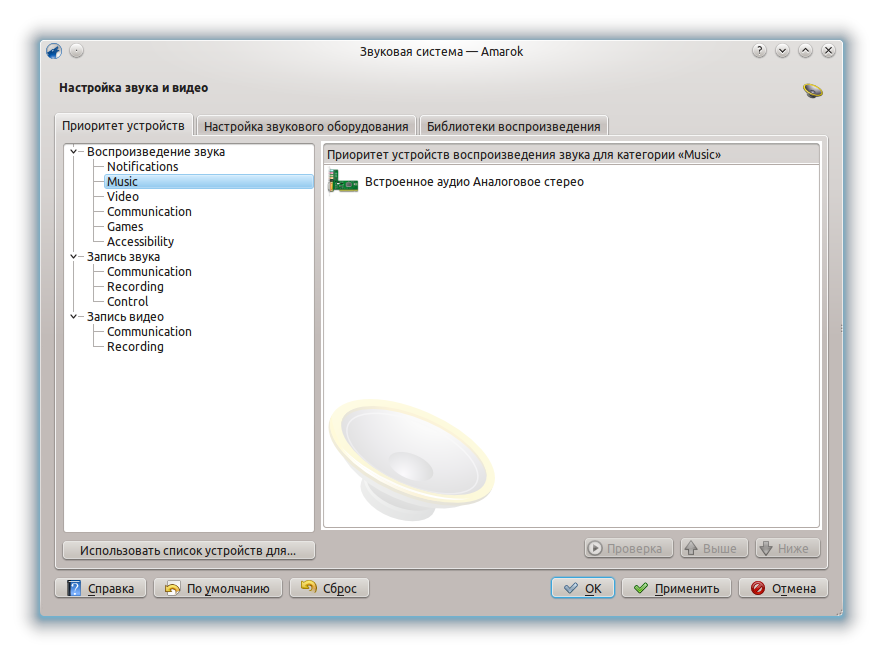 Звуковая система — Amarok
Настройка звука и видео
Приоритет устройств
Настройка звукового оборудования
Библиотеки воспроизведения
Воспроизведение звука
Notifications
Music
Video
Communication
Games
Accessibility
Запись звука
Communication
Recording
Control
Запись видео
Communication
Recording
Использовать список устройств для...
Приоритет устройств воспроизведения звука для категории «Music»
Встроенное аудио Аналоговое стерео
Проверка
Выше
Ниже
Справка
По умолчанию
Сброс
OK
Применить
Отмена